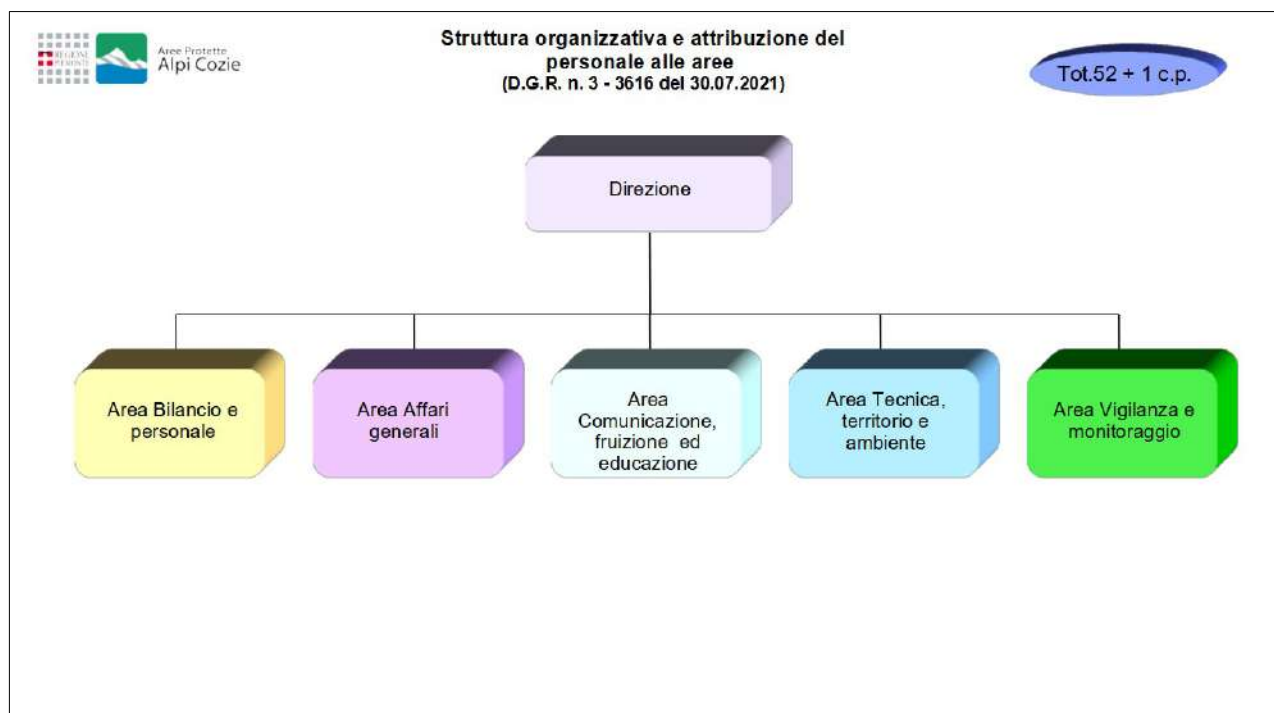 REGIONE
PIEMONTE
Aree Protette
Alpi Cozie
Struttura organizzativa e attribuzione del
personale alle aree
(D.G.R. n. 3 - 3616 del 30.07.2021)
Tot.52 + 1 c.p.
Direzione
Area Bilancio e
personale
Area Affari
generali
Area
Comunicazione,
fruizione ed
educazione
Area Tecnica,
territorio e
ambiente
Area Vigilanza e
monitoraggio